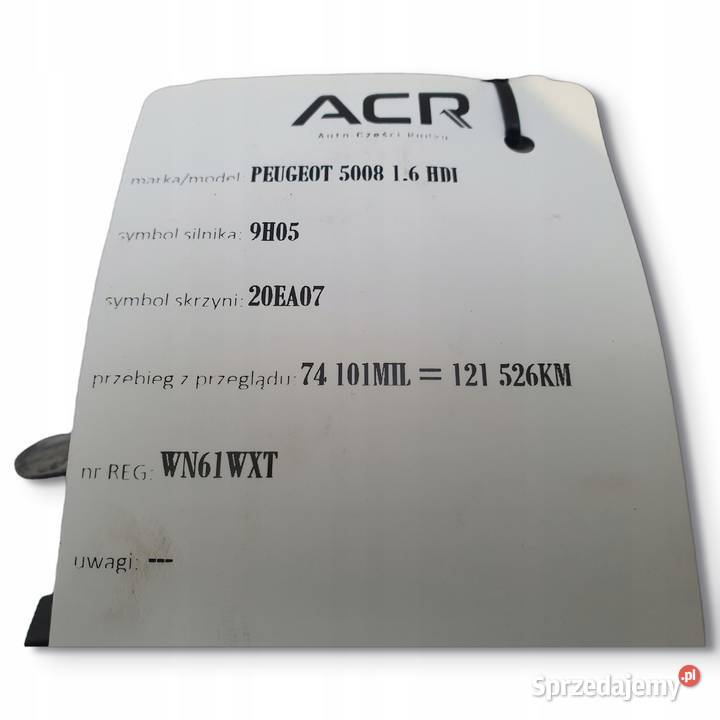 ACR
Auto Części Rudza
marka/model: PEUGEOT 5008 1.6 HDI
symbol silnika: 9H05
symbol skrzyni: 20EA07
przebieg z przeglądu: 74 101MIL = 121 526KM
nr REG: WN61WXT
uwagi: ---
Sprzedajemy.pl